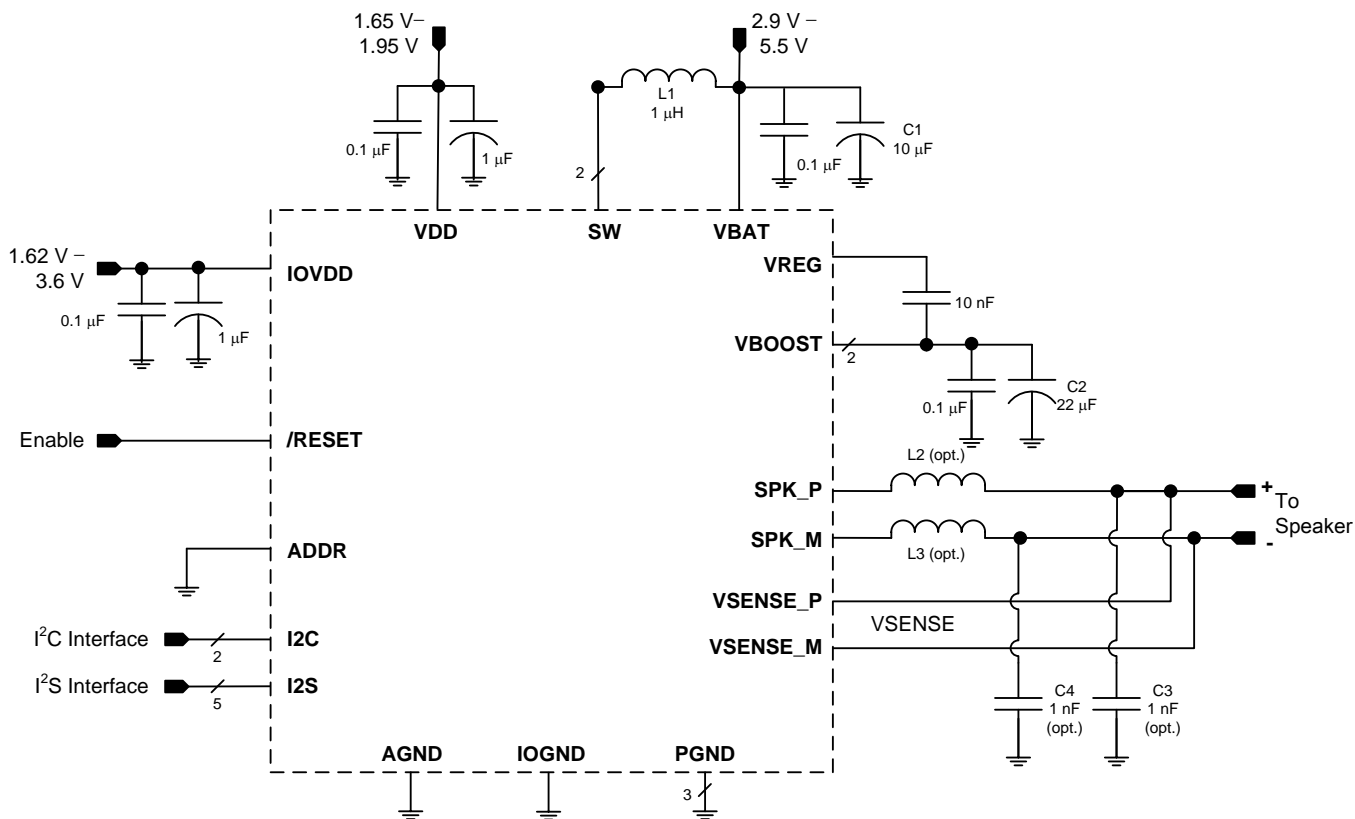 1.65 V–
1.95 V
2.9 V –
5.5 V
L1
1 μH
0.1 μF
1 μF
2
0.1 μF
C1
10 μF
VDD
SW
VBAT
1.62 V –
3.6 V
IOVDD
0.1 μF
1 μF
VREG
10 nF
VBOOST
2
0.1 μF
C2
22 μF
Enable
/RESET
L2 (opt.)
SPK_P
+
To
Speaker
-
SPK_M
L3 (opt.)
ADDR
VSENSE_P
VSENSE
VSENSE_M
I²C Interface
2
I2C
I²S Interface
5
I2S
C4
1 nF
(opt.)
C3
1 nF
(opt.)
AGND
IOGND
PGND
3